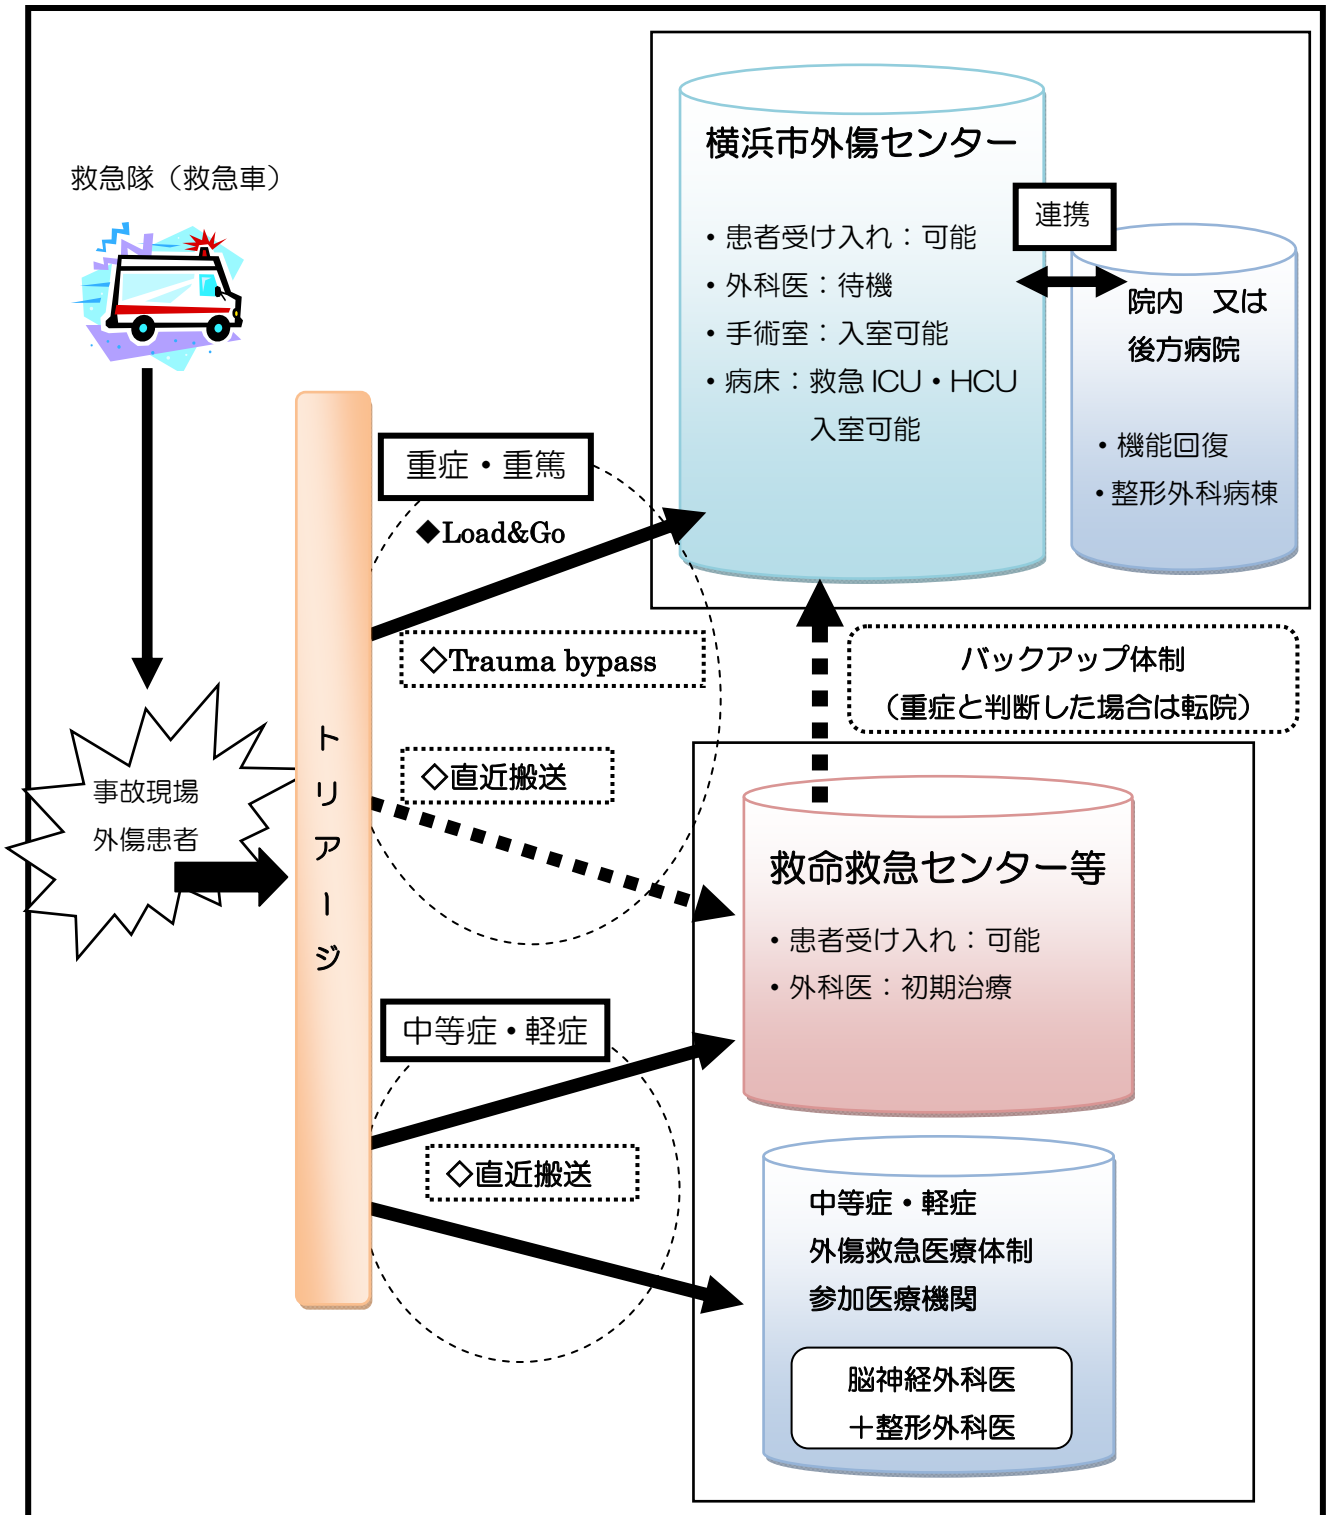 救急隊（救急車）
事故現場
外傷患者
トリアージ
重症・重篤
◆Load&Go
◇Trauma bypass
◇直近搬送
中等症・軽症
◇直近搬送
横浜市外傷センター
・患者受け入れ：可能
・外科医：待機
・手術室：入室可能
・病床：救急 ICU・HCU
入室可能
連携
院内　又は
後方病院
・機能回復
・整形外科病棟
バックアップ体制
（重症と判断した場合は転院）
救命救急センター等
・患者受け入れ：可能
・外科医：初期治療
中等症・軽症
外傷救急医療体制
参加医療機関
脳神経外科医
＋整形外科医